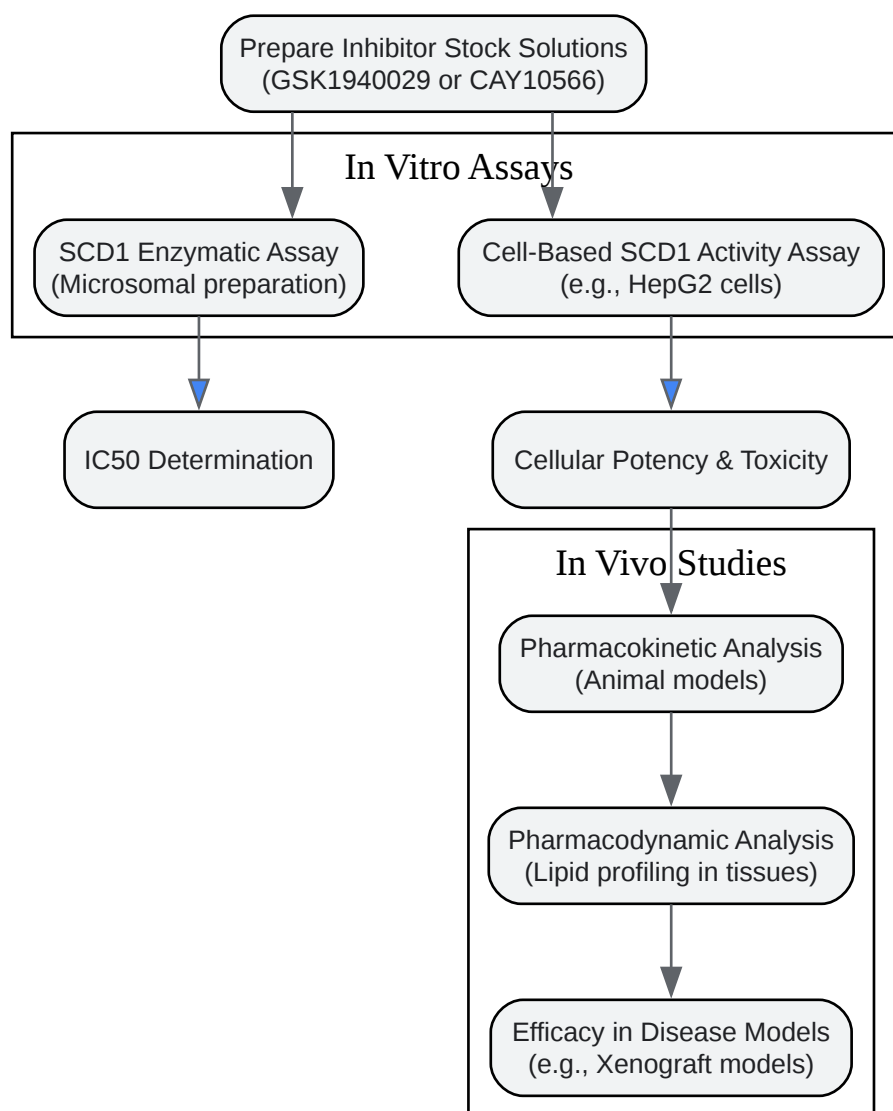 Prepare Inhibitor Stock Solutions
(GSK1940029 or CAY10566)
In Vitro Assays
SCD1 Enzymatic Assay
(Microsomal preparation)
Cell-Based SCD1 Activity Assay
(e.g., HepG2 cells)
IC50 Determination
Cellular Potency & Toxicity
In Vivo Studies
Pharmacokinetic Analysis
(Animal models)
Pharmacodynamic Analysis
(Lipid profiling in tissues)
Efficacy in Disease Models
(e.g., Xenograft models)